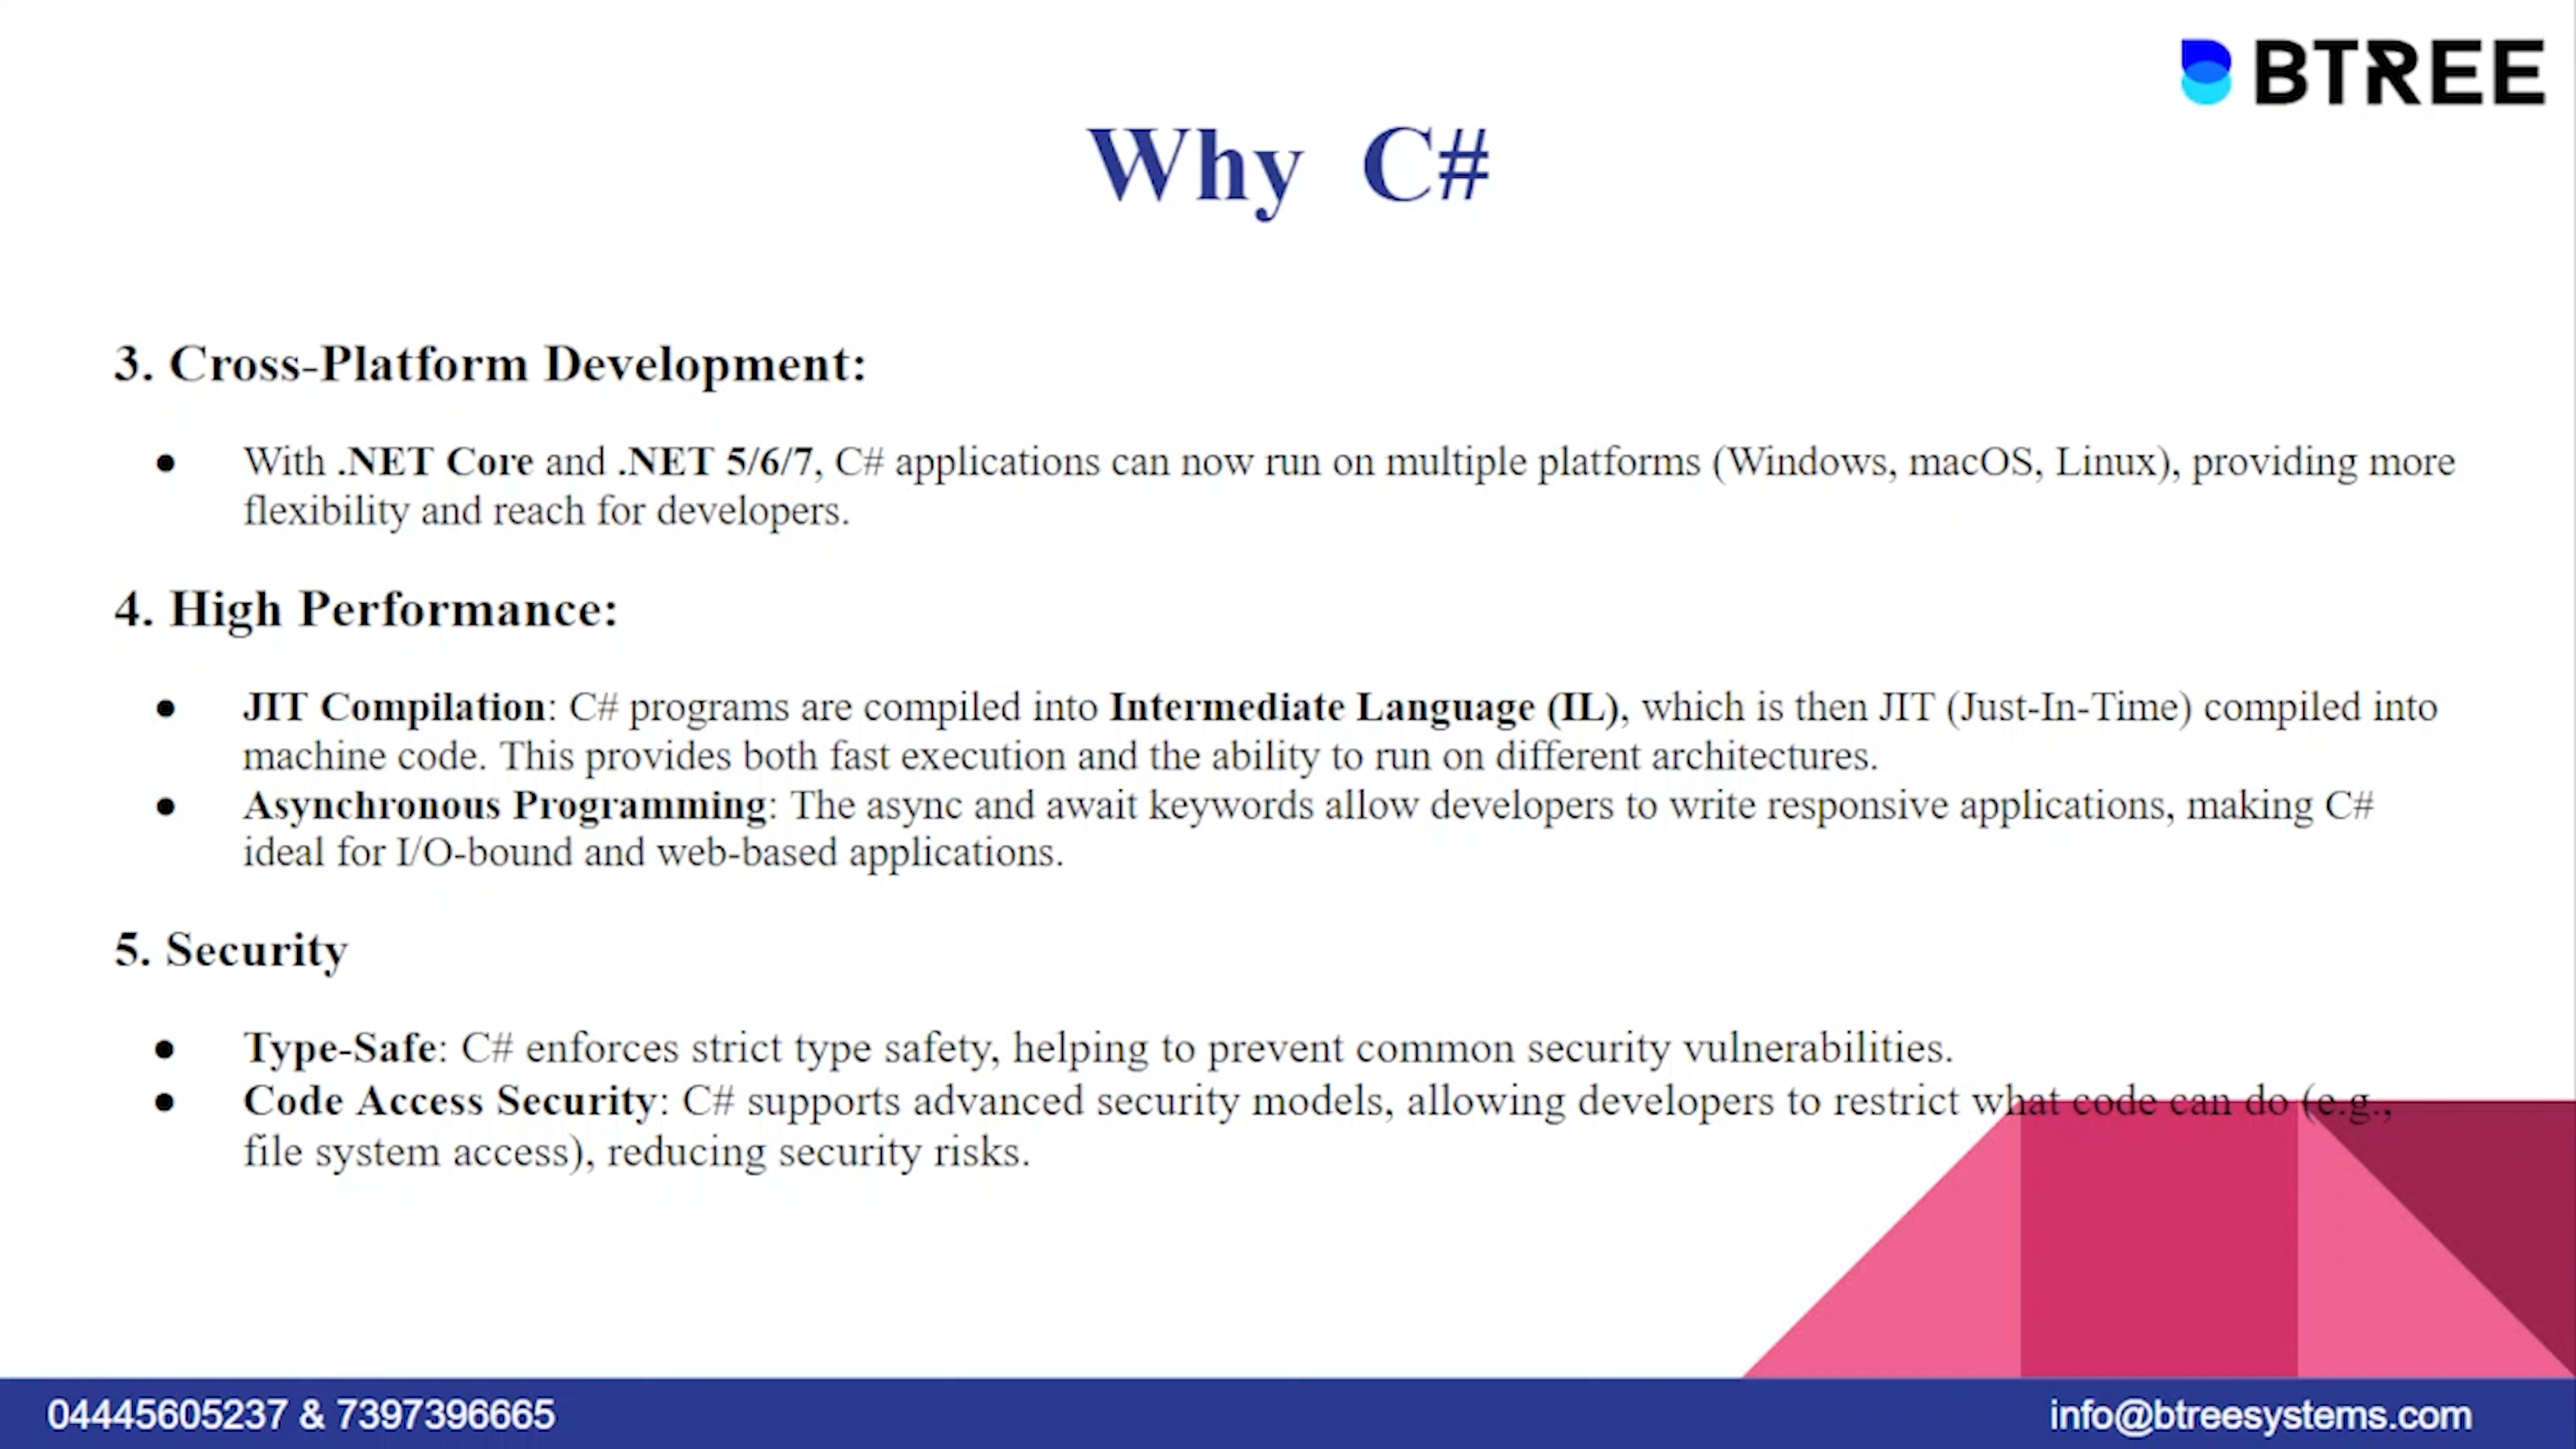 BTREE
Why C#
3. Cross-Platform Development:
● With .NET Core and .NET 5/6/7, C# applications can now run on multiple platforms (Windows, macOS, Linux), providing more
flexibility and reach for developers.
4. High Performance:
● JIT Compilation: C# programs are compiled into Intermediate Language (IL), which is then JIT (Just-In-Time) compiled into
machine code. This provides both fast execution and the ability to run on different architectures.
● Asynchronous Programming: The async and await keywords allow developers to write responsive applications, making C#
ideal for I/O-bound and web-based applications.
5. Security
● Type-Safe: C# enforces strict type safety, helping to prevent common security vulnerabilities.
● Code Access Security: C# supports advanced security models, allowing developers to restrict what code can do (e.g.,
file system access), reducing security risks.
04445605237 & 7397396665
info@btreesystems.com